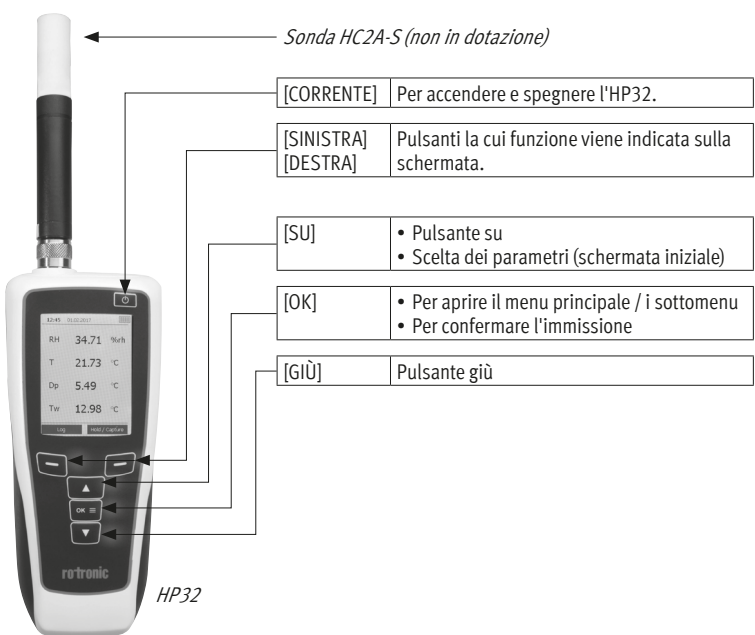 Sonda HC2A-S (non in dotazione)
[CORRENTE] Per accendere e spegnere l'HP32.
[SINISTRA] Pulsanti la cui funzione viene indicata sulla
[DESTRA] schermata.
[SU] • Pulsante su
• Scelta dei parametri (schermata iniziale)
[OK] • Per aprire il menu principale / i sottomenu
• Per confermare l'immissione
[GIÙ] Pulsante giù
12:45 01.02.2017
RH 34.71 %rh
T 21.73 °C
Dp 5.49 °C
Tw 12.98 °C
Log Hold / Capture
OK
rotronic
HP32